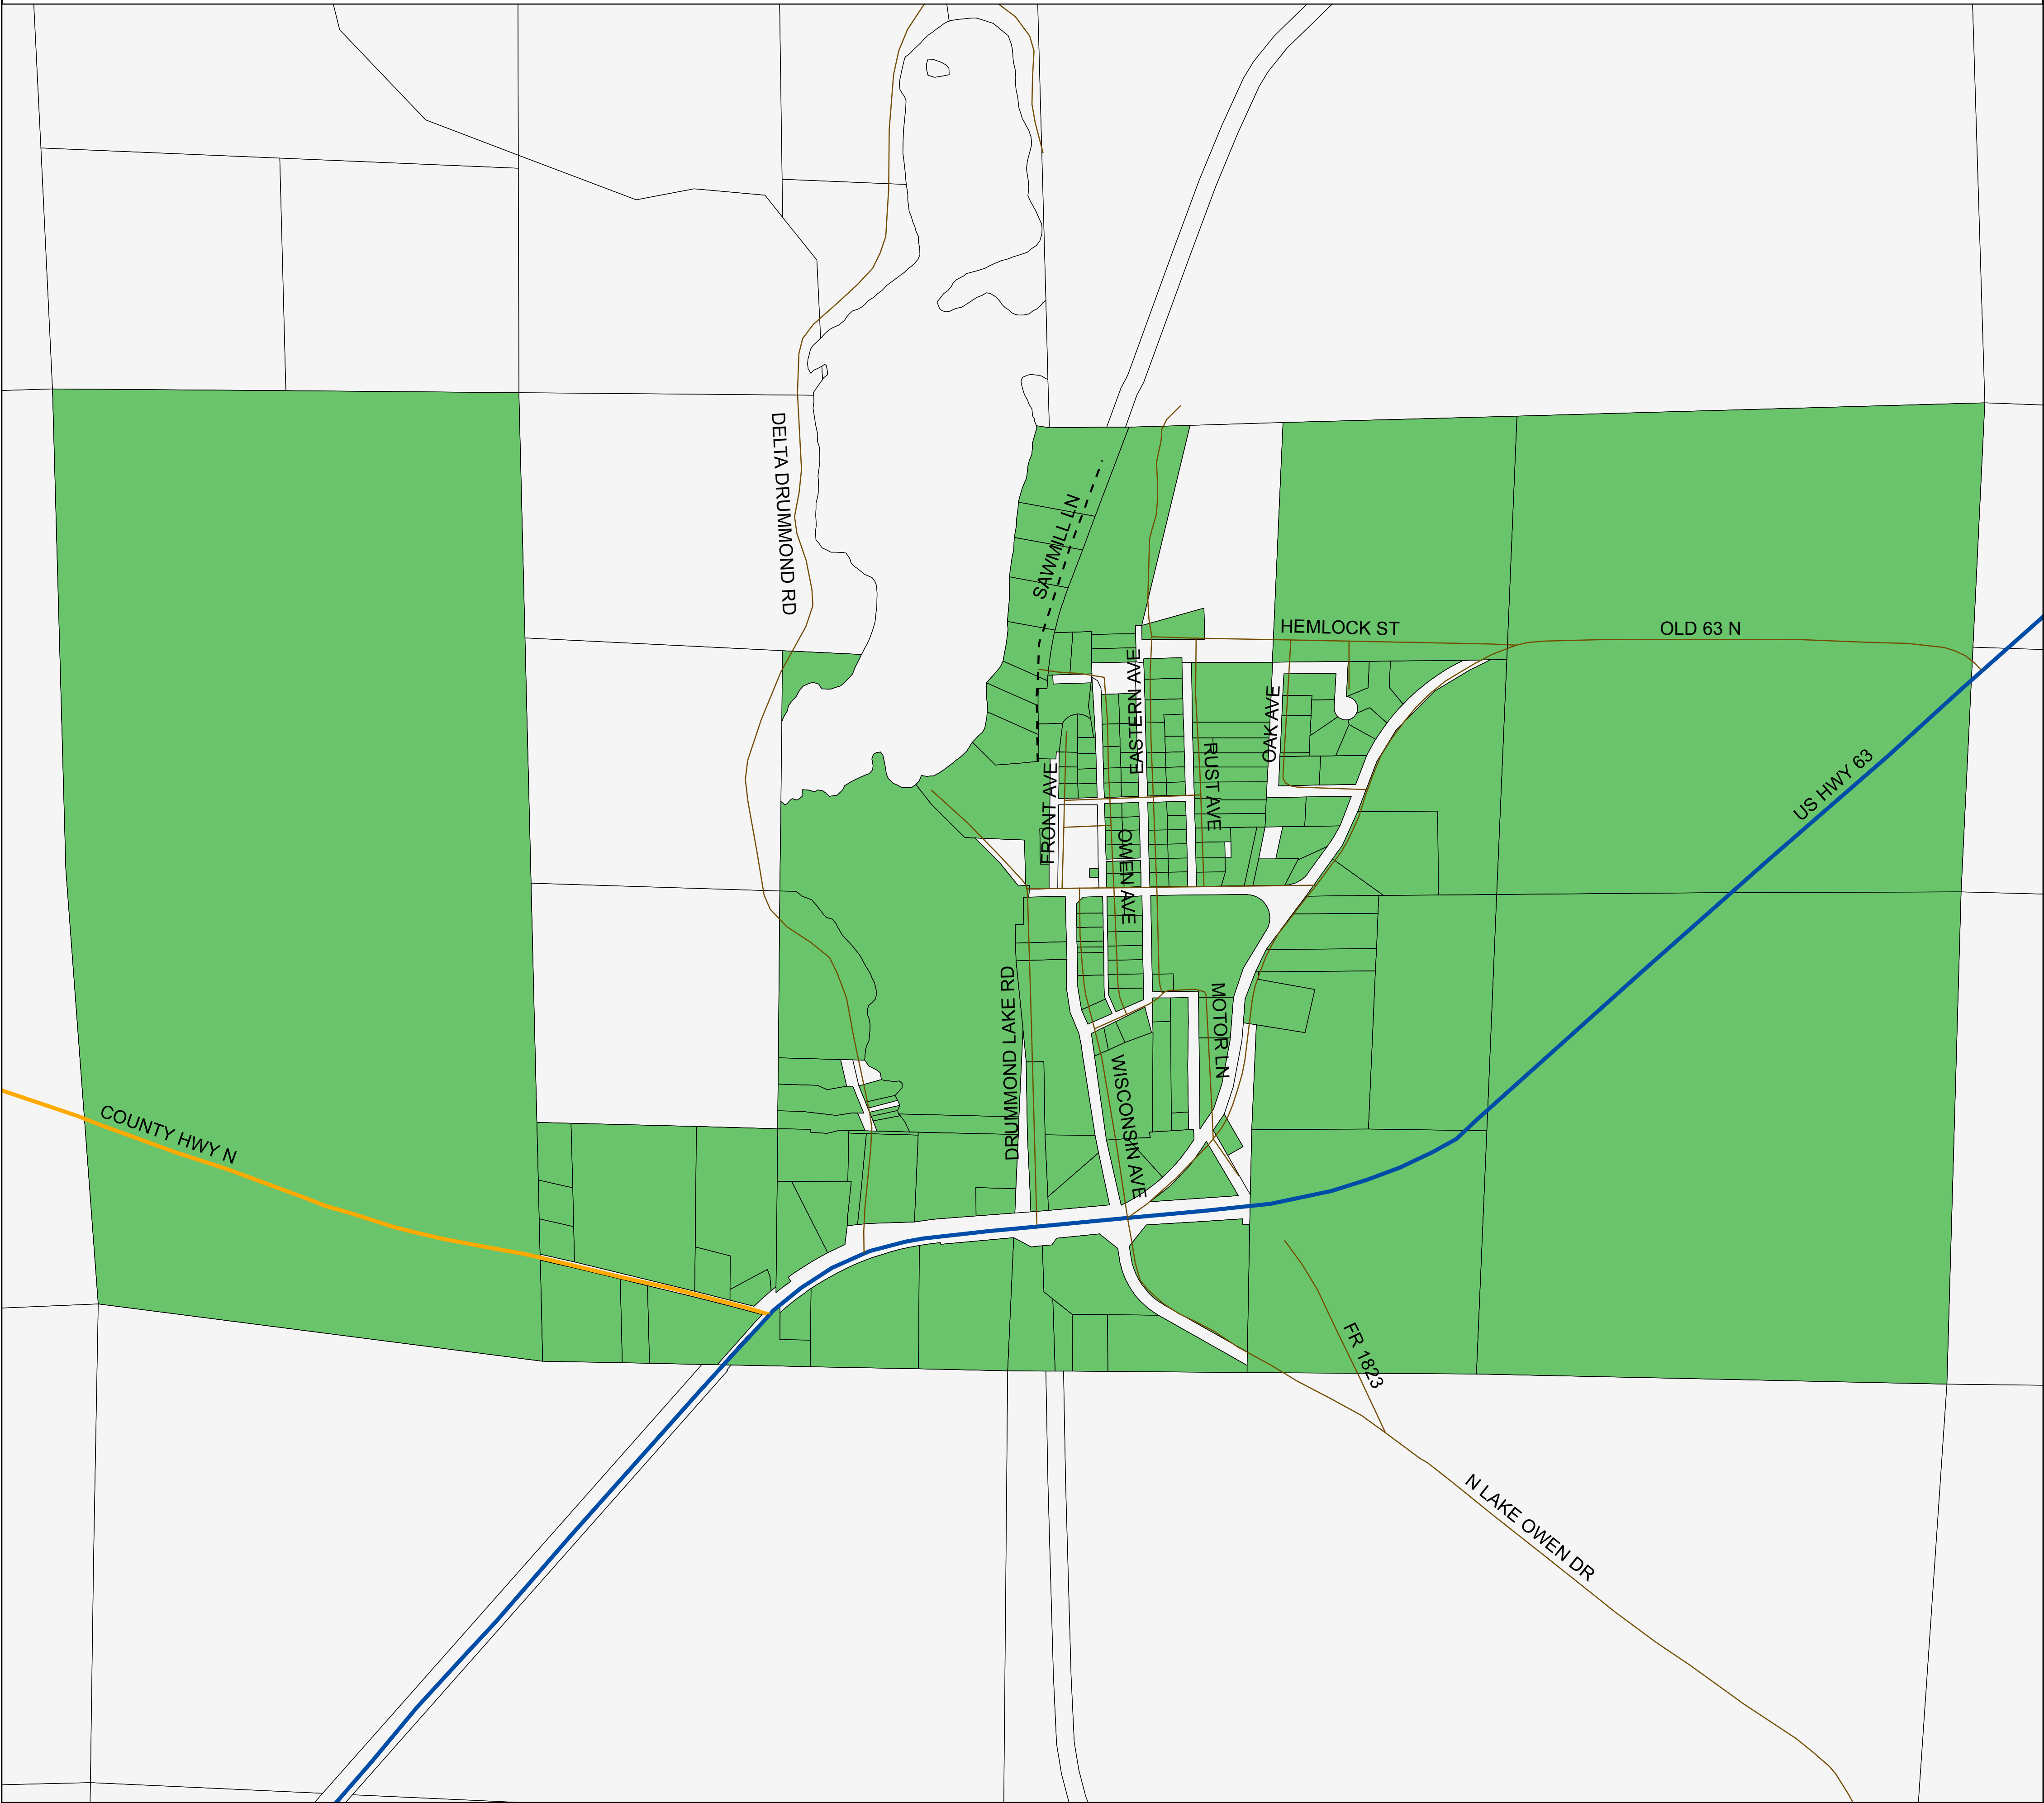 DELTA DRUMMOND RD
SAWMILL LN
HEMLOCK ST
OLD 63 N
EASTERN AVE
OAK AVE
RUST AVE
FRONT AVE
US HWY 63
OWEN AVE
DRUMMOND LAKE RD
MOTOR LN
WISCONSIN AVE
COUNTY HWY N
FR 1823
N LAKE OWEN DR